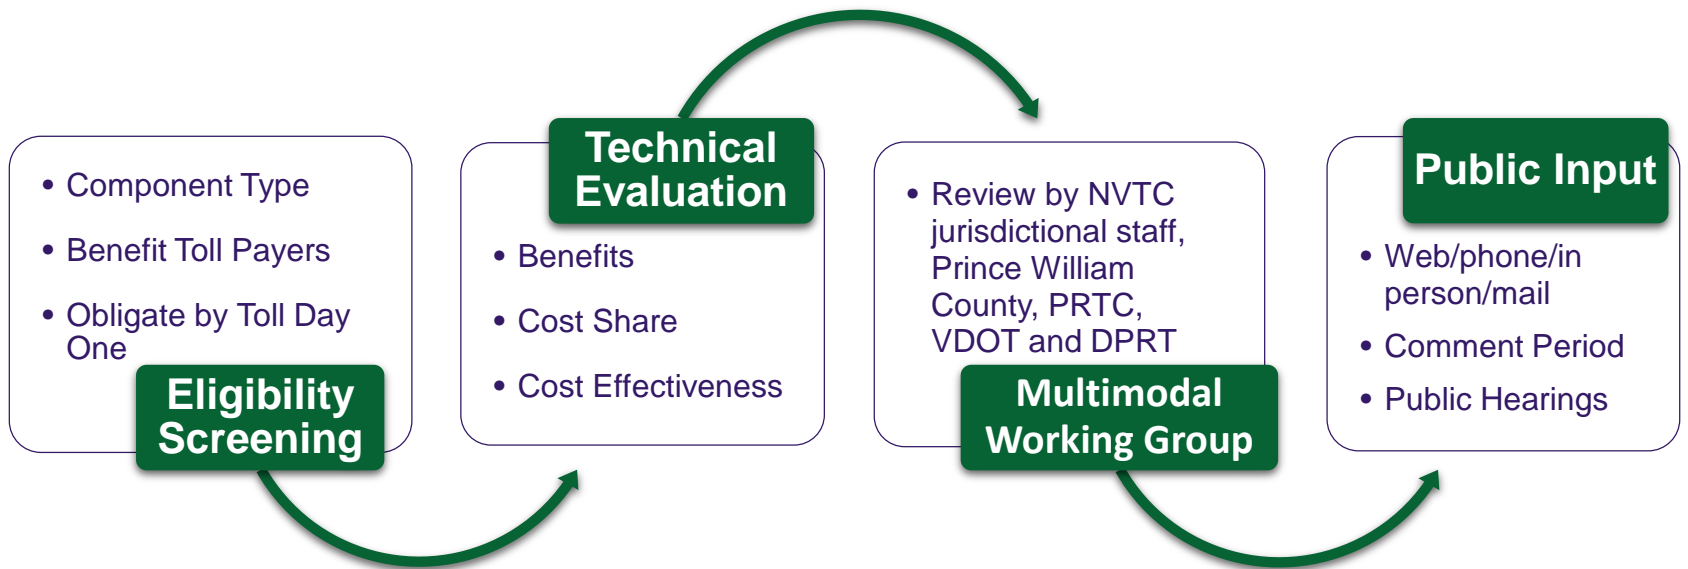 • Component Type
• Benefit Toll Payers
• Obligate by Toll Day
One
Eligibility
Screening
Technical
Evaluation
• Benefits
• Cost Share
• Cost Effectiveness
• Review by NVTC
jurisdictional staff,
Prince William
County, PRTC,
VDOT and DPRT
Multimodal
Working Group
Public Input
• Web/phone/in
person/mail
• Comment Period
• Public Hearings